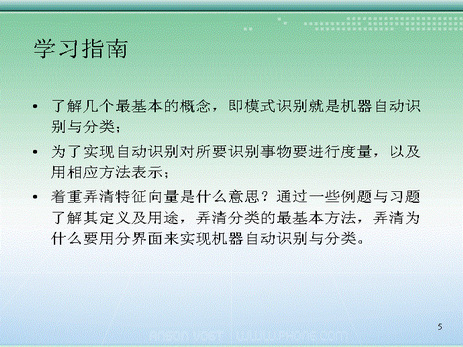 学习指南
• 了解几个最基本的概念，即模式识别就是机器自动识
别与分类；
• 为了实现自动识别对所要识别事物要进行度量，以及
用相应方法表示；
• 着重弄清特征向量是什么意思？通过一些例题与习题
了解其定义及用途，弄清分类的最基本方法，弄清为
什么要用分界面来实现机器自动识别与分类。
5